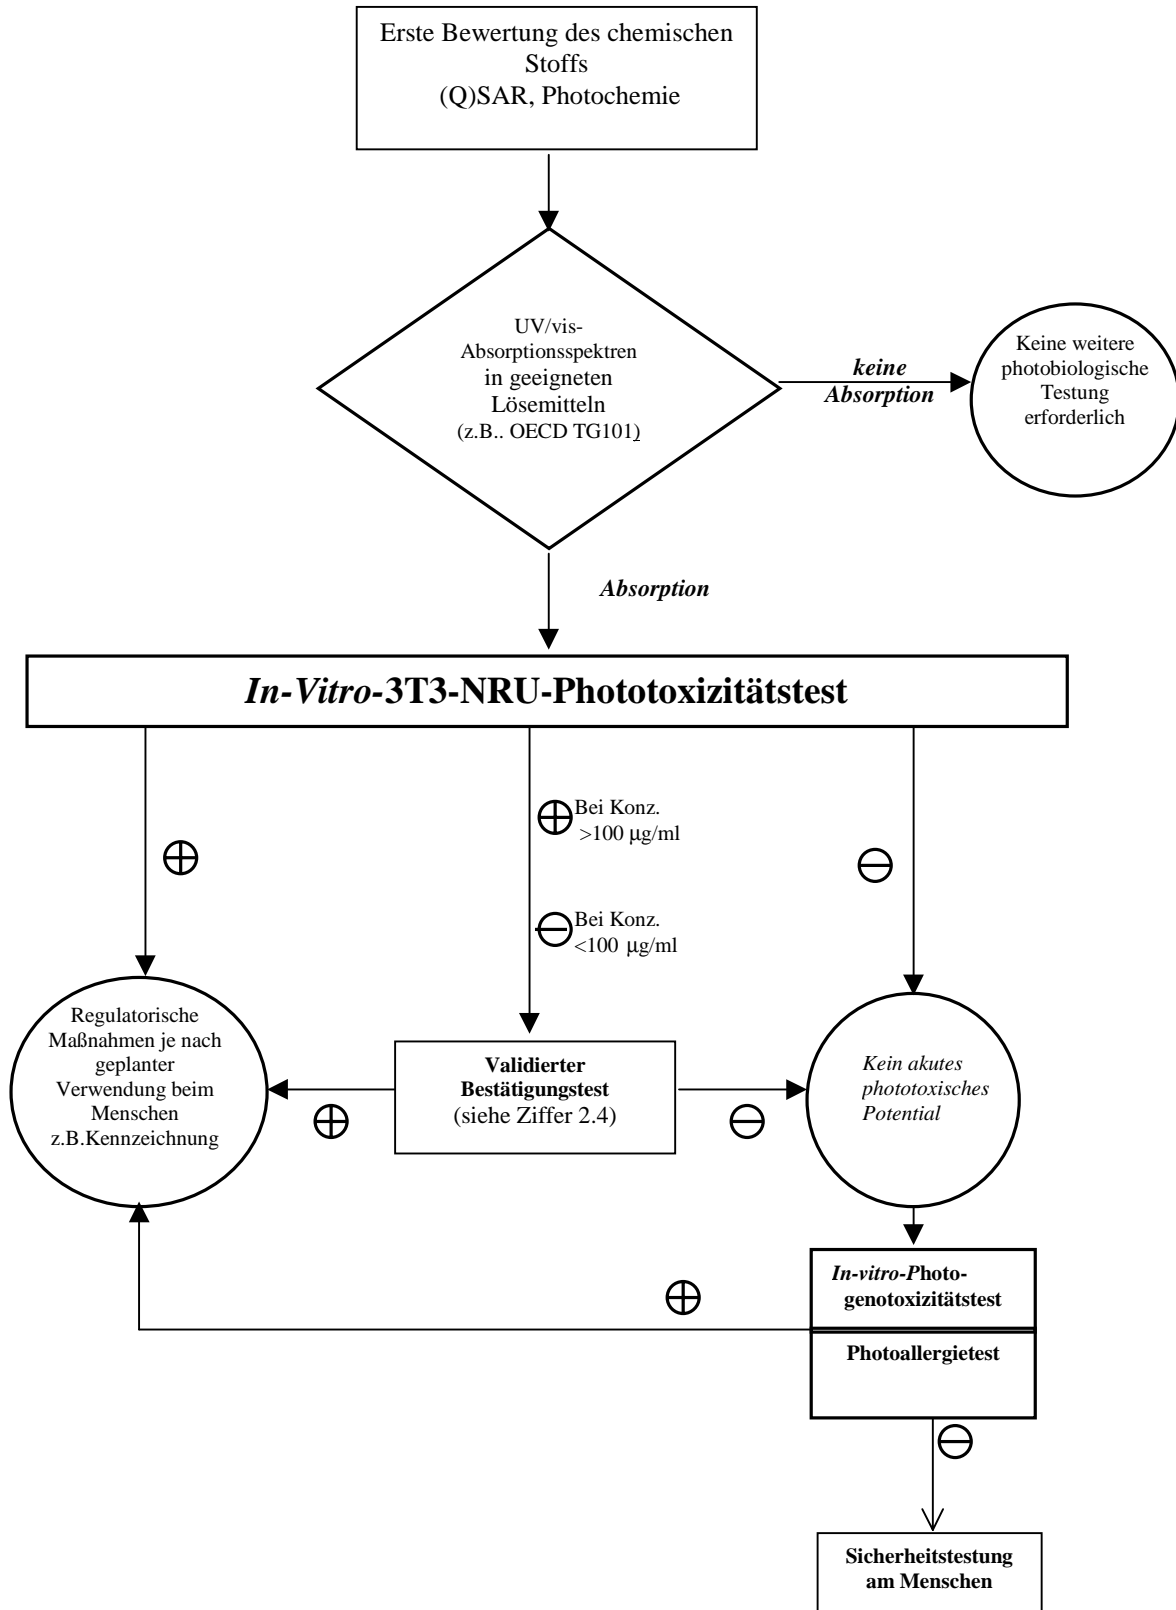 Erste Bewertung des chemischen
Stoffs
(Q)SAR, Photochemie
UV/vis-
Absorptionsspektren
in geeigneten
Lösemitteln
(z.B.. OECD TG101)
keine
Absorption
Keine weitere
photobiologische
Testung
erforderlich
Absorption
In-Vitro-3T3-NRU-Phototoxizitätstest
Bei Konz.
>100 µg/ml
Bei Konz.
<100 µg/ml
Regulatorische
Maßnahmen je nach
geplanter
Verwendung beim
Menschen
z.B.Kennzeichnung
Validierter
Bestätigungstest
(siehe Ziffer 2.4)
Kein akutes
phototoxisches
Potential
In-vitro-Photo-
genotoxizitätstest
Photoallergietest
Sicherheitstestung
am Menschen